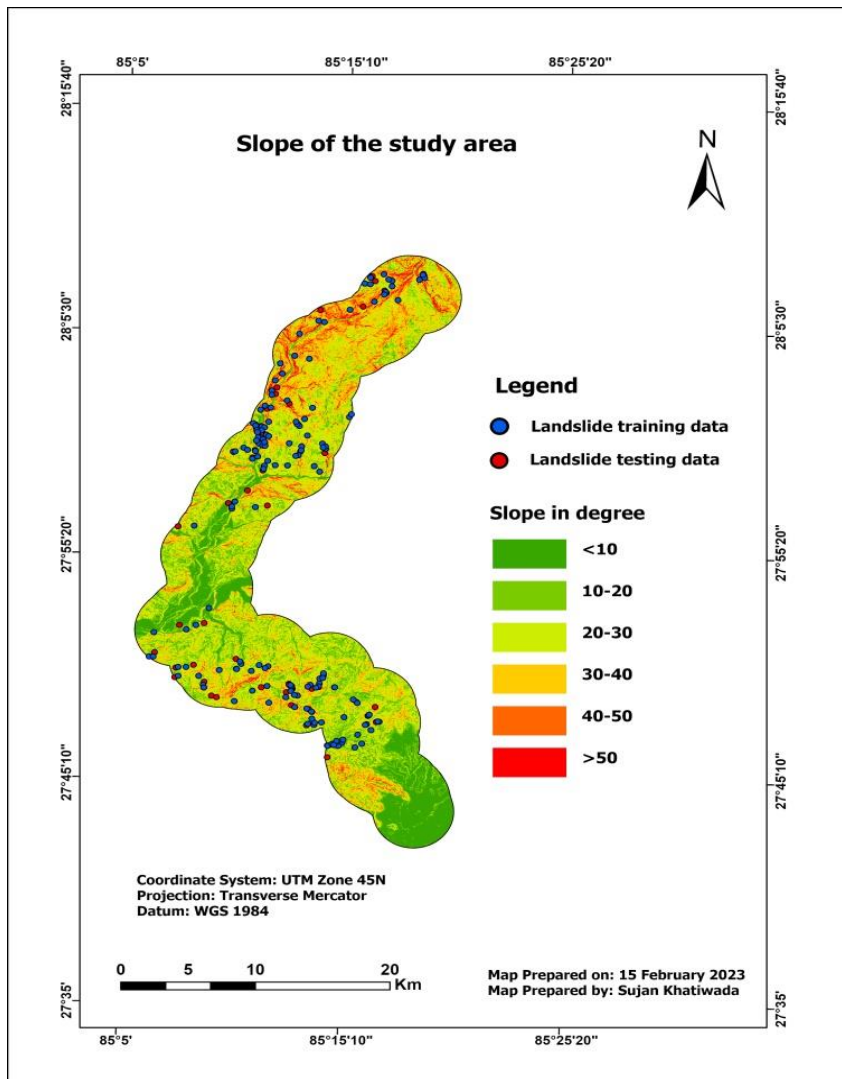 85°5' 85°15'10" 85°25'20"
28°15'40" 28°15'40"
Slope of the study area
N
28°5'30" 28°5'30"
Legend
Landslide training data
Landslide testing data
Slope in degree
<10
10-20
20-30
30-40
40-50
>50
27°55'20" 27°55'20"
27°45'10" 27°45'10"
Coordinate System: UTM Zone 45N
Projection: Transverse Mercator
Datum: WGS 1984
0 5 10 20
Km
Map Prepared on: 15 February 2023
Map Prepared by: Sujan Khatiwada
27°35' 27°35'
85°5' 85°15'10" 85°25'20"